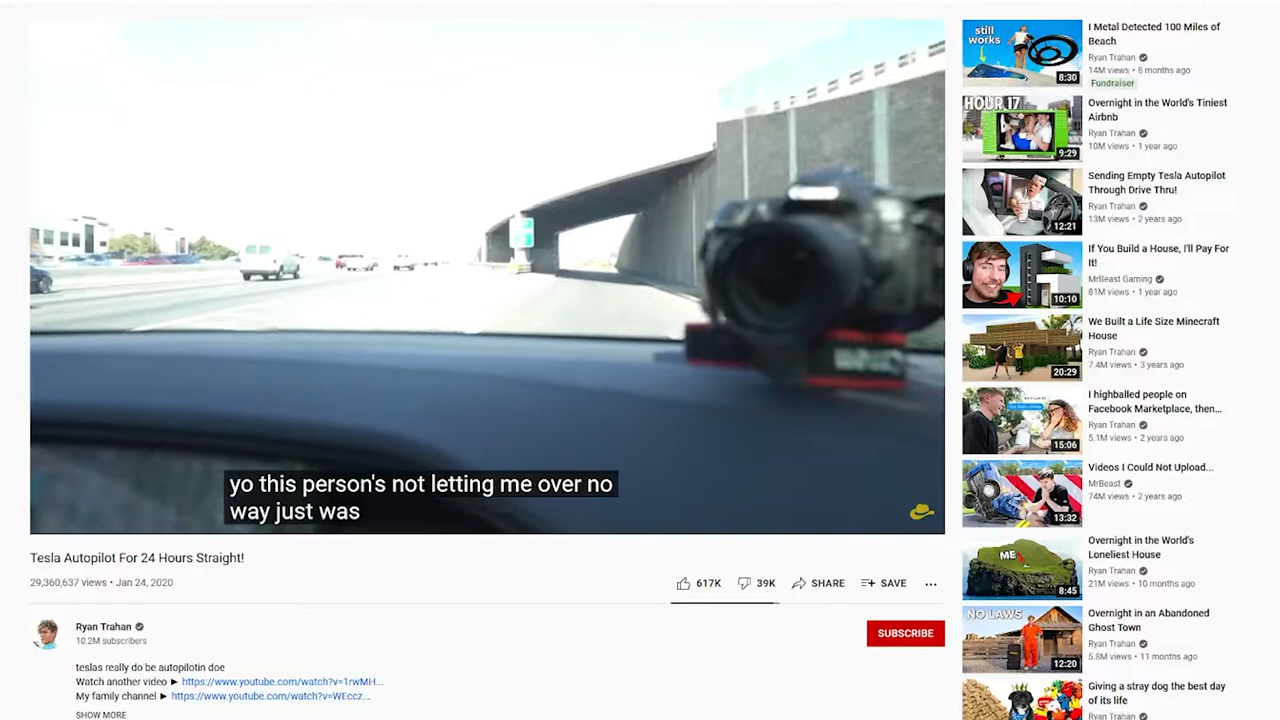 yo this person's not letting me over no
way just was
Tesla Autopilot For 24 Hours Straight!
29,360,637 views • Jan 24, 2020
617K
39K
SHARE
SAVE
Ryan Trahan
10.2M subscribers
SUBSCRIBE
teslas really do be autopilotin doe
Watch another video ► https://www.youtube.com/watch?v=1rwMH...
My family channel ► https://www.youtube.com/watch?v=WEccz...
SHOW MORE
still
works
8:30
I Metal Detected 100 Miles of
Beach
Ryan Trahan
14M views • 8 months ago
Fundraiser
HOUR 17
9:29
Overnight in the World's Tiniest
Airbnb
Ryan Trahan
10M views • 1 year ago
12:21
Sending Empty Tesla Autopilot
Through Drive Thru!
Ryan Trahan
13M views • 2 years ago
10:10
If You Build a House, I'll Pay For
It!
MrBeast Gaming
81M views • 1 year ago
20:29
We Built a Life Size Minecraft
House
Ryan Trahan
7.4M views • 3 years ago
15:06
I highballed people on
Facebook Marketplace, then...
Ryan Trahan
5.1M views • 2 years ago
13:32
Videos I Could Not Upload...
MrBeast
74M views • 2 years ago
ME
8:45
Overnight in the World's
Loneliest House
Ryan Trahan
21M views • 10 months ago
NO LAWS
12:20
Overnight in an Abandoned
Ghost Town
Ryan Trahan
5.8M views • 11 months ago
Giving a stray dog the best day
of its life
Ryan Trahan